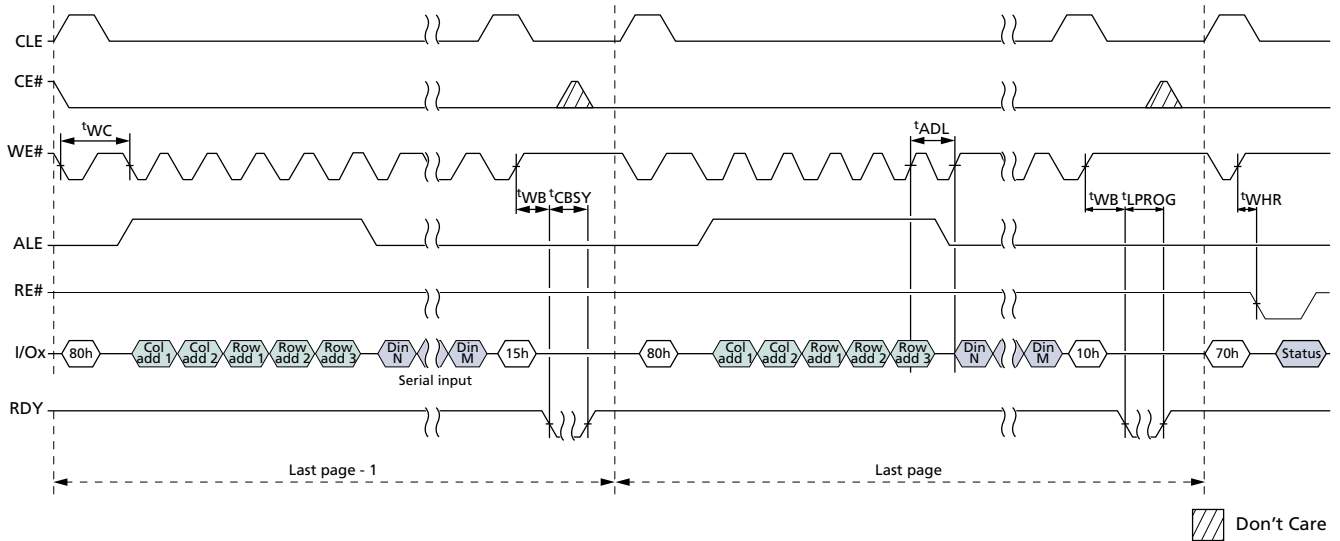 CLE
CE#
tWC
tADL
WE#
tWB tCBSY
tWB tLPROG
tWHR
ALE
RE#
I/Ox
80h
Col add 1
Col add 2
Row add 1
Row add 2
Row add 3
Din N
Din M
15h
80h
Col add 1
Col add 2
Row add 1
Row add 2
Row add 3
Din N
Din M
10h
70h
Status
Serial input
RDY
Last page - 1
Last page
Don't Care